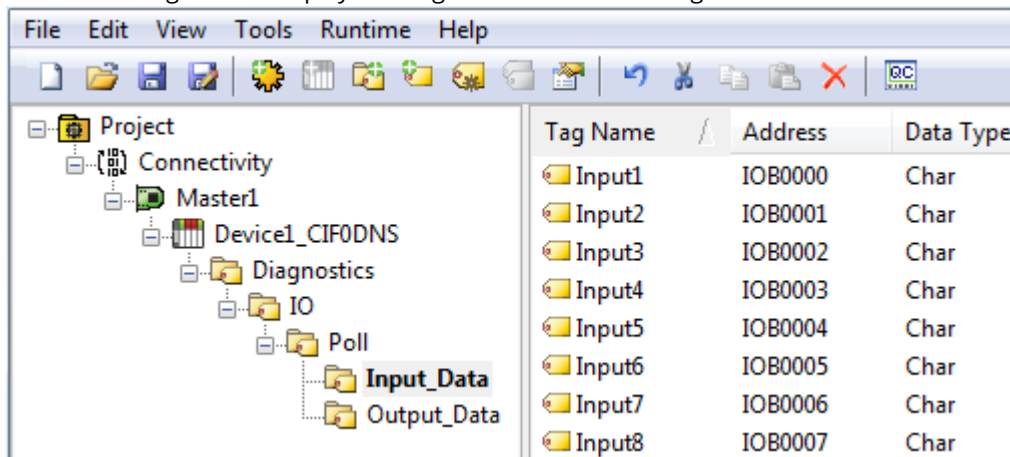 File Edit View Tools Runtime Help
QC
Project
Connectivity
Master1
Device1_CIF0DNS
Diagnostics
IO
Poll
Input_Data
Output_Data
Tag Name Address Data Type
Input1 IOB0000 Char
Input2 IOB0001 Char
Input3 IOB0002 Char
Input4 IOB0003 Char
Input5 IOB0004 Char
Input6 IOB0005 Char
Input7 IOB0006 Char
Input8 IOB0007 Char